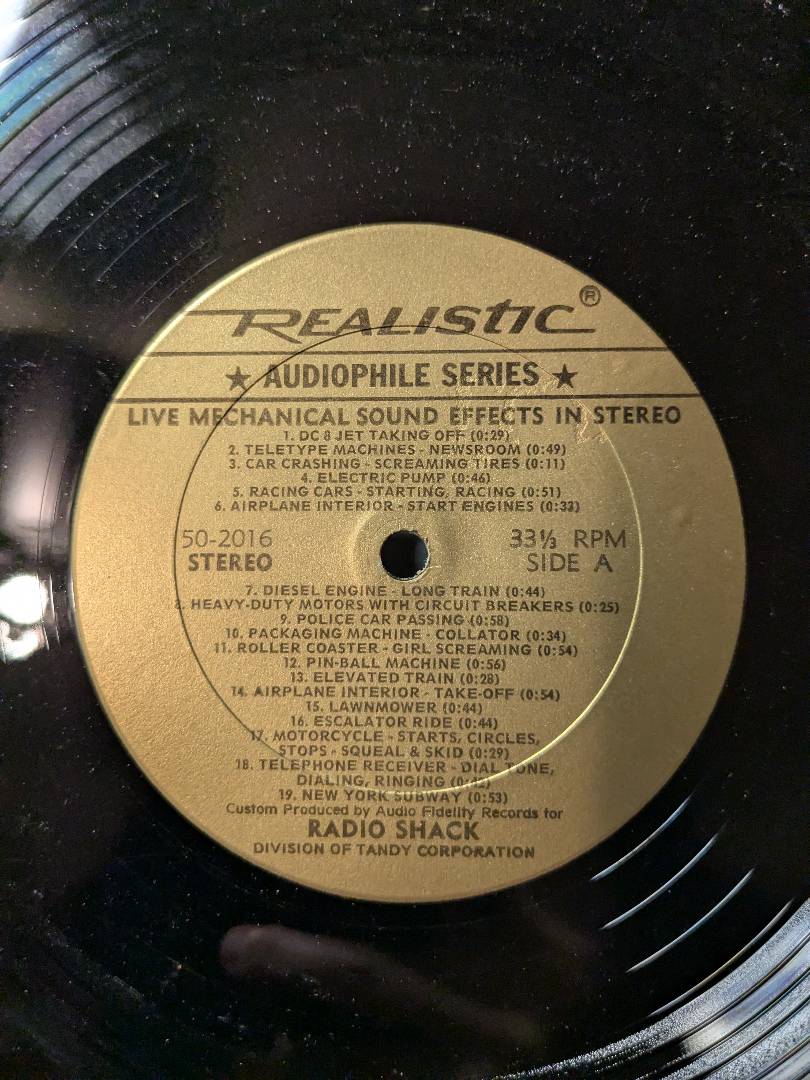 REALISTIC®
★ AUDIOPHILE SERIES ★
LIVE MECHANICAL SOUND EFFECTS IN STEREO
1. DC 8 JET TAKING OFF (0:29)
2. TELETYPE MACHINES - NEWSROOM (0:49)
3. CAR CRASHING - SCREAMING TIRES (0:11)
4. ELECTRIC PUMP (0:46)
5. RACING CARS - STARTING, RACING (0:51)
6. AIRPLANE INTERIOR - START ENGINES (0:33)
50-2016 33⅓ RPM
STEREO SIDE A
7. DIESEL ENGINE - LONG TRAIN (0:44)
8. HEAVY-DUTY MOTORS WITH CIRCUIT BREAKERS (0:25)
9. POLICE CAR PASSING (0:58)
10. PACKAGING MACHINE - COLLATOR (0:34)
11. ROLLER COASTER - GIRL SCREAMING (0:54)
12. PIN-BALL MACHINE (0:56)
13. ELEVATED TRAIN (0:28)
14. AIRPLANE INTERIOR - TAKE-OFF (0:54)
15. LAWNMOWER (0:44)
16. ESCALATOR RIDE (0:44)
17. MOTORCYCLE - STARTS, CIRCLES,
STOPS - SQUEAL & SKID (0:29)
18. TELEPHONE RECEIVER - DIAL TONE,
DIALING, RINGING (0:42)
19. NEW YORK SUBWAY (0:53)
Custom Produced by Audio Fidelity Records for
RADIO SHACK
DIVISION OF TANDY CORPORATION